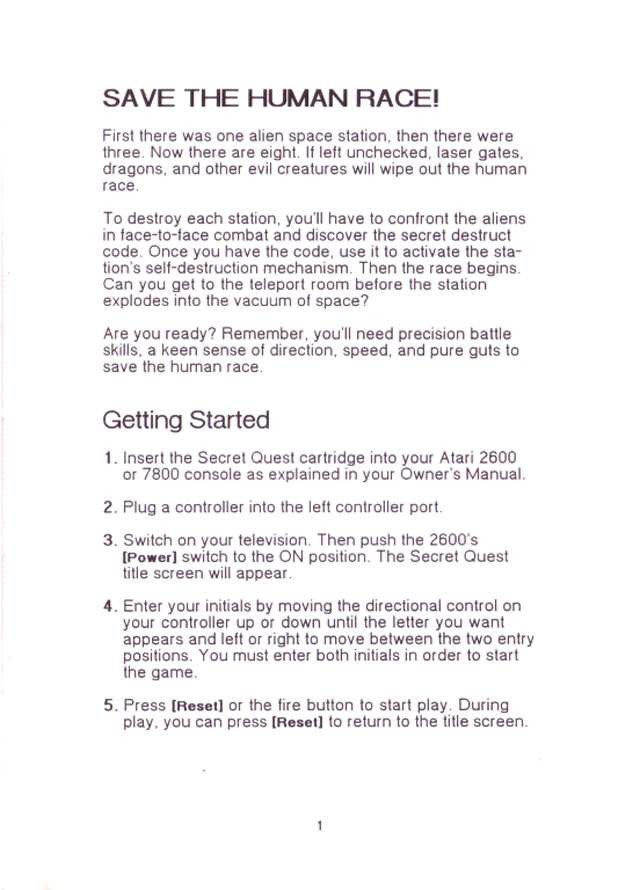 SAVE THE HUMAN RACE!
First there was one alien space station, then there were
three. Now there are eight. If left unchecked, laser gates,
dragons, and other evil creatures will wipe out the human
race.
To destroy each station, you'll have to confront the aliens
in face-to-face combat and discover the secret destruct
code. Once you have the code, use it to activate the sta-
tion's self-destruction mechanism. Then the race begins.
Can you get to the teleport room before the station
explodes into the vacuum of space?
Are you ready? Remember, you'll need precision battle
skills, a keen sense of direction, speed, and pure guts to
save the human race.
Getting Started
1. Insert the Secret Quest cartridge into your Atari 2600
or 7800 console as explained in your Owner's Manual.
2. Plug a controller into the left controller port.
3. Switch on your television. Then push the 2600's
[Power] switch to the ON position. The Secret Quest
title screen will appear.
4. Enter your initials by moving the directional control on
your controller up or down until the letter you want
appears and left or right to move between the two entry
positions. You must enter both initials in order to start
the game.
5. Press [Reset] or the fire button to start play. During
play, you can press [Reset] to return to the title screen.
1